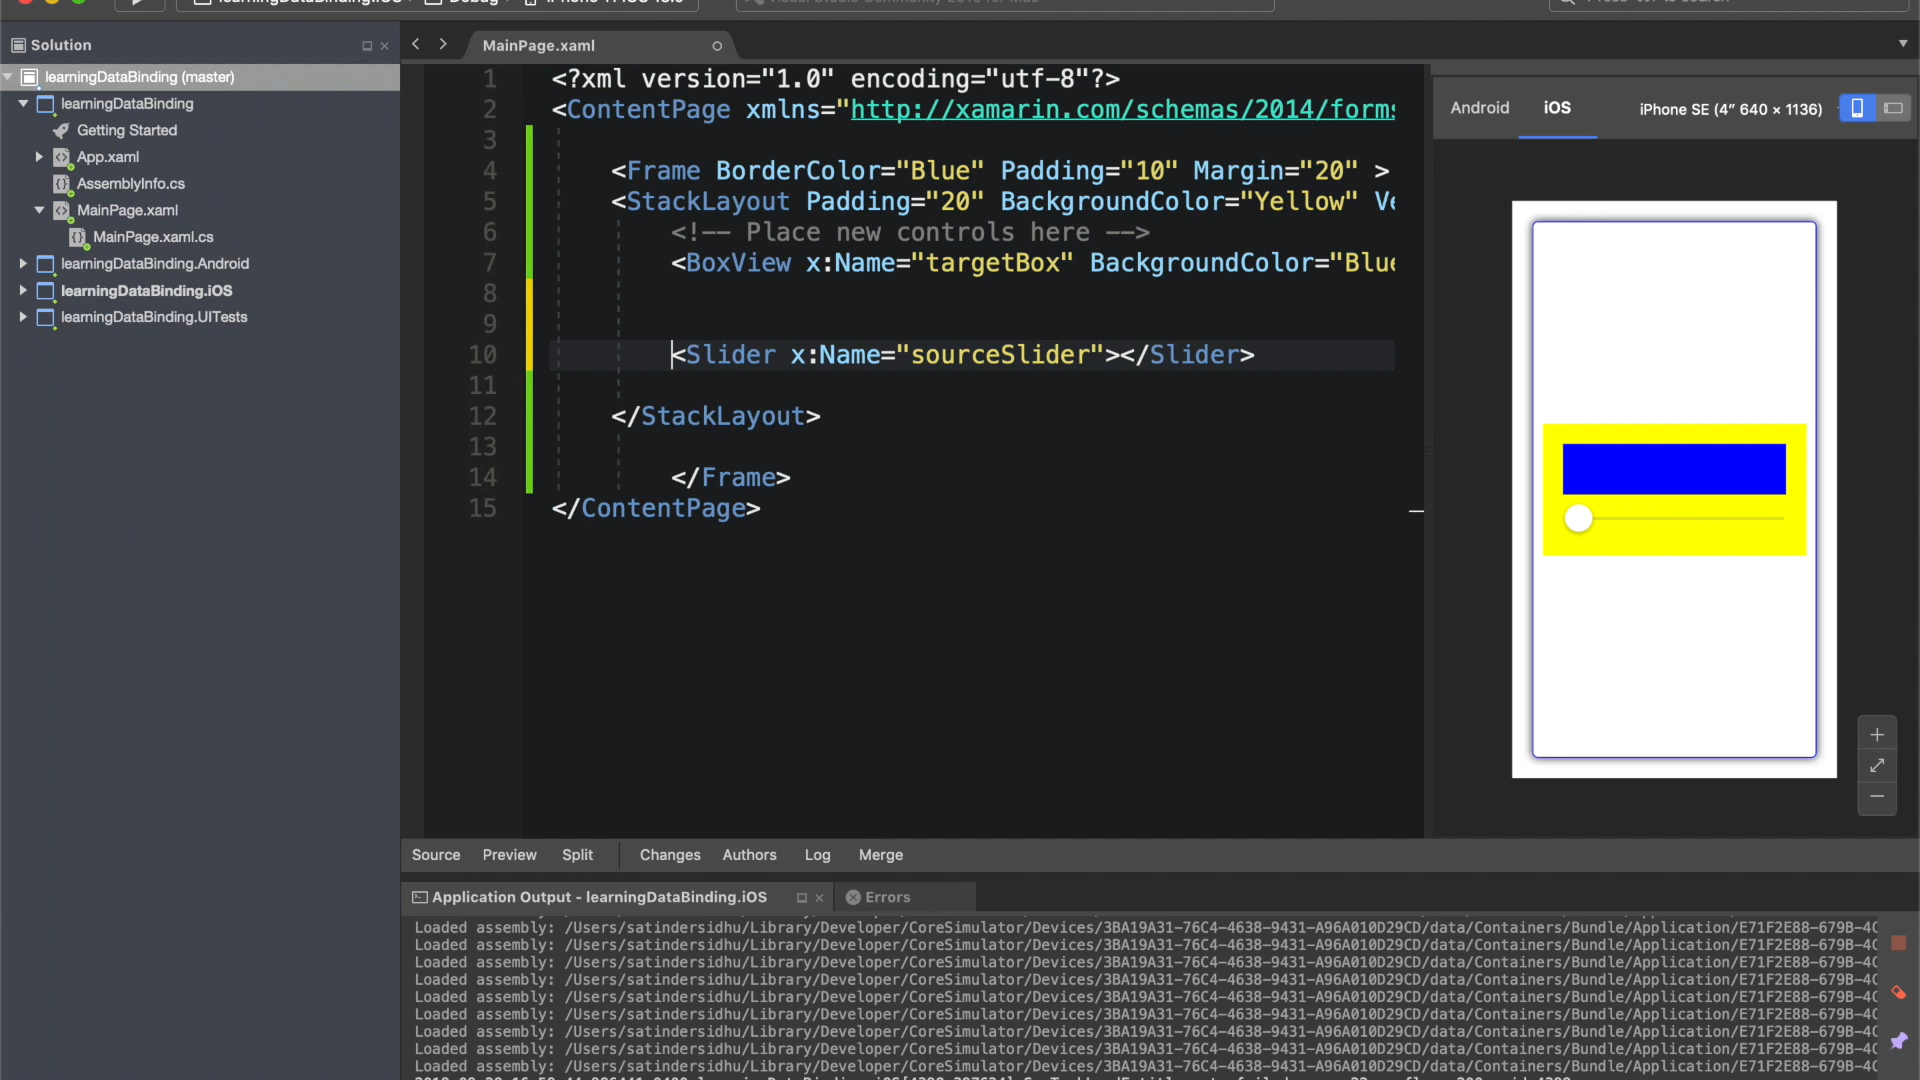 Solution
MainPage.xaml
learningDataBinding (master)
learningDataBinding
Getting Started
App.xaml
AssemblyInfo.cs
MainPage.xaml
MainPage.xaml.cs
learningDataBinding.Android
learningDataBinding.iOS
learningDataBinding.UITests
1 <?xml version="1.0" encoding="utf-8"?>
2 <ContentPage xmlns="http://xamarin.com/schemas/2014/forms
3
4 <Frame BorderColor="Blue" Padding="10" Margin="20" >
5 <StackLayout Padding="20" BackgroundColor="Yellow" Ve
6 <!-- Place new controls here -->
7 <BoxView x:Name="targetBox" BackgroundColor="Blue
8
9
10 <Slider x:Name="sourceSlider"></Slider>
11
12 </StackLayout>
13
14 </Frame>
15 </ContentPage>
Android iOS iPhone SE (4” 640 × 1136)
Source Preview Split Changes Authors Log Merge
Application Output - learningDataBinding.iOS Errors
Loaded assembly: /Users/satindersidhu/Library/Developer/CoreSimulator/Devices/3BA19A31-76C4-4638-9431-A96A010D29CD/data/Containers/Bundle/Application/E71F2E88-679B-4C
Loaded assembly: /Users/satindersidhu/Library/Developer/CoreSimulator/Devices/3BA19A31-76C4-4638-9431-A96A010D29CD/data/Containers/Bundle/Application/E71F2E88-679B-4C
Loaded assembly: /Users/satindersidhu/Library/Developer/CoreSimulator/Devices/3BA19A31-76C4-4638-9431-A96A010D29CD/data/Containers/Bundle/Application/E71F2E88-679B-4C
Loaded assembly: /Users/satindersidhu/Library/Developer/CoreSimulator/Devices/3BA19A31-76C4-4638-9431-A96A010D29CD/data/Containers/Bundle/Application/E71F2E88-679B-4C
Loaded assembly: /Users/satindersidhu/Library/Developer/CoreSimulator/Devices/3BA19A31-76C4-4638-9431-A96A010D29CD/data/Containers/Bundle/Application/E71F2E88-679B-4C
Loaded assembly: /Users/satindersidhu/Library/Developer/CoreSimulator/Devices/3BA19A31-76C4-4638-9431-A96A010D29CD/data/Containers/Bundle/Application/E71F2E88-679B-4C
Loaded assembly: /Users/satindersidhu/Library/Developer/CoreSimulator/Devices/3BA19A31-76C4-4638-9431-A96A010D29CD/data/Containers/Bundle/Application/E71F2E88-679B-4C
Loaded assembly: /Users/satindersidhu/Library/Developer/CoreSimulator/Devices/3BA19A31-76C4-4638-9431-A96A010D29CD/data/Containers/Bundle/Application/E71F2E88-679B-4C
Loaded assembly: /Users/satindersidhu/Library/Developer/CoreSimulator/Devices/3BA19A31-76C4-4638-9431-A96A010D29CD/data/Containers/Bundle/Application/E71F2E88-679B-4C